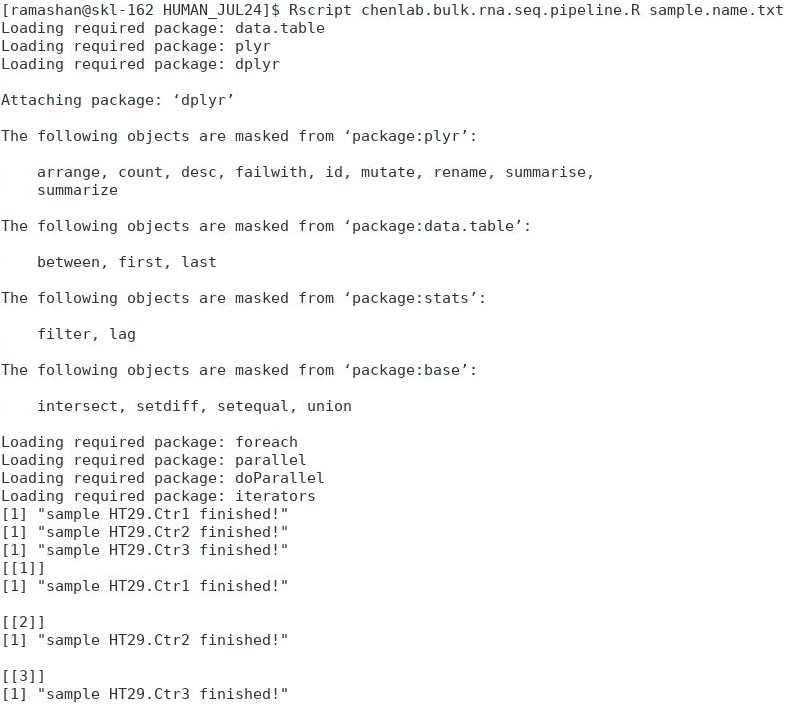 [ramashan@skl-162 HUMAN_JUL24]$ Rscript chenlab.bulk.rna.seq.pipeline.R sample.name.txt
Loading required package: data.table
Loading required package: plyr
Loading required package: dplyr
Attaching package: ‘dplyr’
The following objects are masked from ‘package:plyr’:
arrange, count, desc, failwith, id, mutate, rename, summarise,
summarize
The following objects are masked from ‘package:data.table’:
between, first, last
The following objects are masked from ‘package:stats’:
filter, lag
The following objects are masked from ‘package:base’:
intersect, setdiff, setequal, union
Loading required package: foreach
Loading required package: parallel
Loading required package: doParallel
Loading required package: iterators
[1] "sample HT29.Ctr1 finished!"
[1] "sample HT29.Ctr2 finished!"
[1] "sample HT29.Ctr3 finished!"
[[1]]
[1] "sample HT29.Ctr1 finished!"
[[2]]
[1] "sample HT29.Ctr2 finished!"
[[3]]
[1] "sample HT29.Ctr3 finished!"